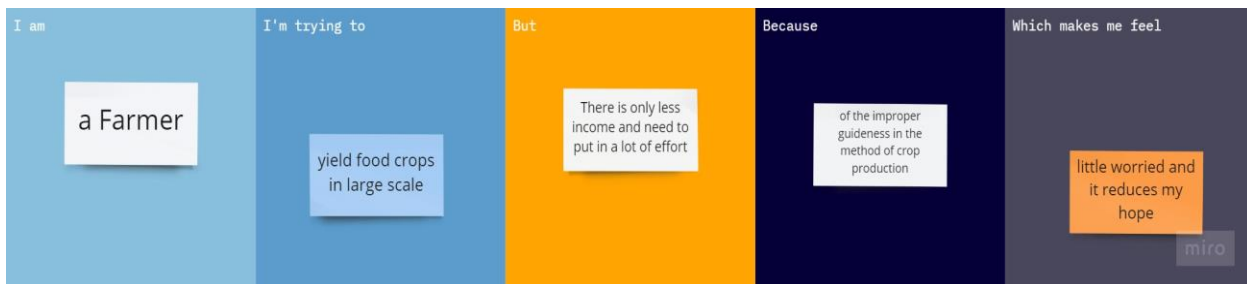 I am
a Farmer
I'm trying to
yield food crops
in large scale
But
There is only less
income and need to
put in a lot of effort
Because
of the improper
guideness in the
method of crop
production
Which makes me feel
little worried and
it reduces my
hope
miro